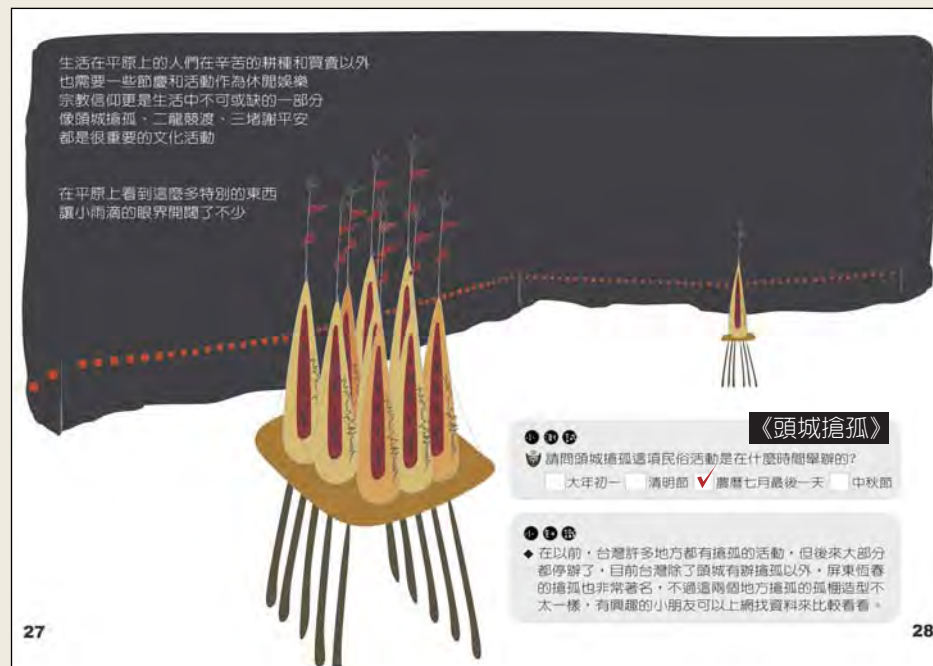 生活在平原上的人們在辛苦的耕種和買賣以外
也需要一些節慶和活動作為休閒娛樂
宗教信仰更是生活中不可或缺的一部分
像頭城搶孤、二龍競渡、三堵謝平安
都是很重要的文化活動
在平原上看到這麼多特別的東西
讓小雨滴的眼界開闊了不少
《頭城搶孤》
請問頭城搶孤這項民俗活動是在什麼時間舉辦的?
大年初一 清明節 農曆七月最後一天 中秋節
◆ 在以前，台灣許多地方都有搶孤的活動，但後來大部分
都停辦了，目前台灣除了頭城有辦搶孤以外，屏東恆春
的搶孤也非常著名，不過這兩個地方搶孤的孤棚造型不
太一樣，有興趣的小朋友可以上網找資料來比較看看。
27
28